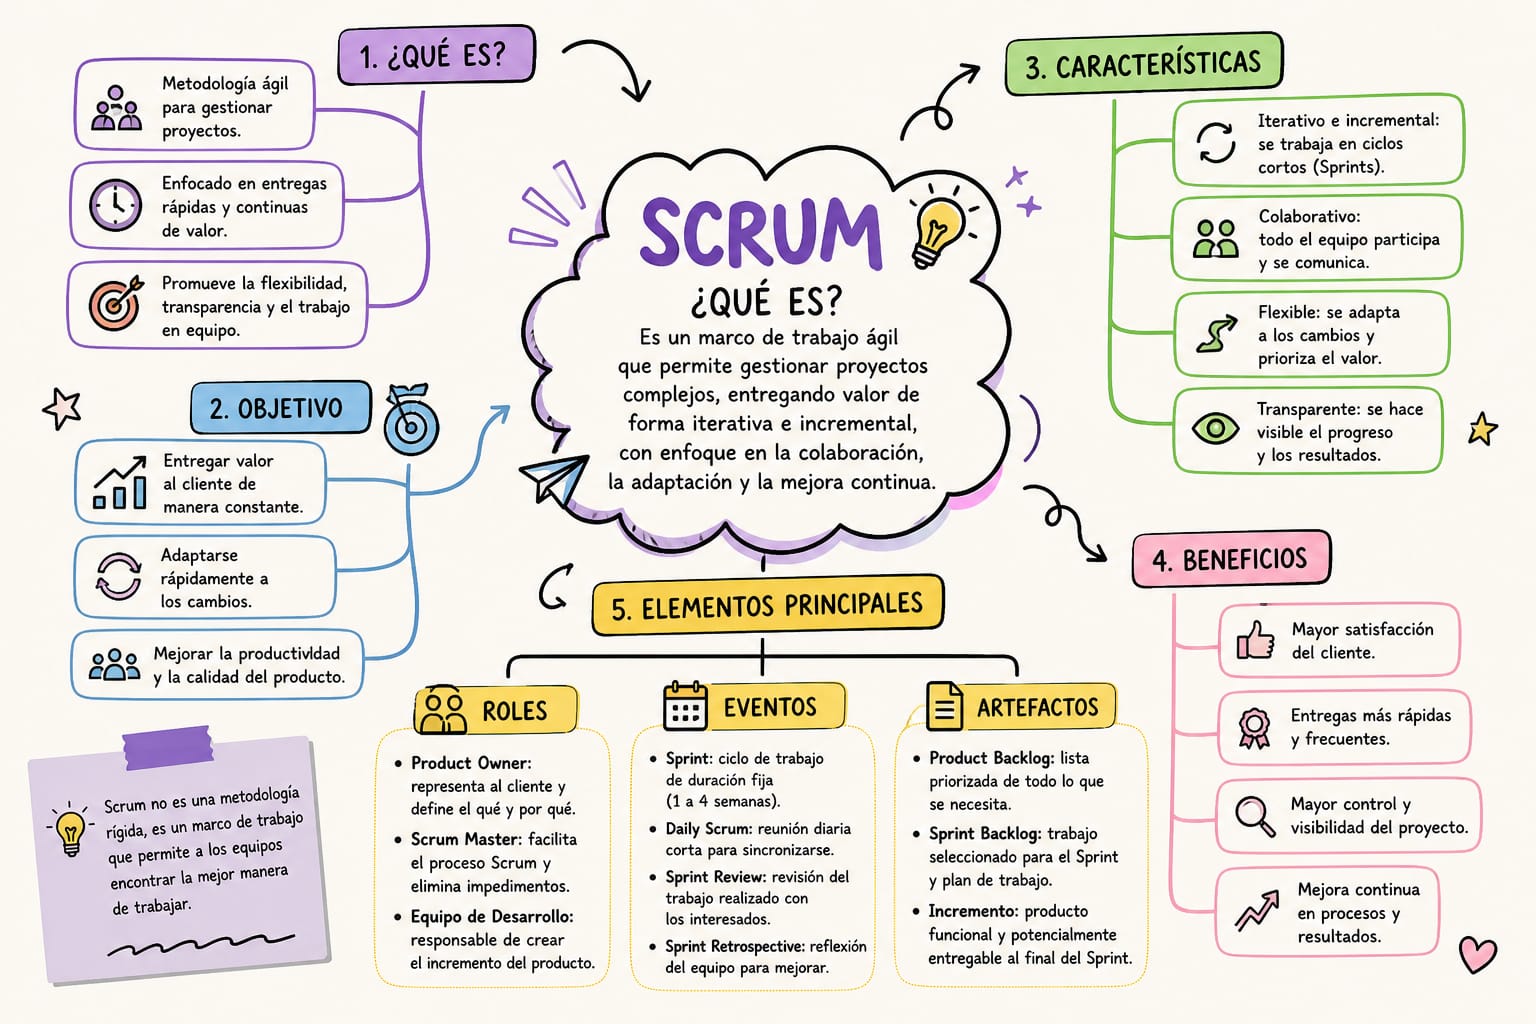 SCRUM
¿QUÉ ES?
Es un marco de trabajo ágil
que permite gestionar proyectos
complejos, entregando valor de
forma iterativa e incremental,
con enfoque en la colaboración,
la adaptación y la mejora continua.
1. ¿QUÉ ES?
Metodología ágil
para gestionar
proyectos.
Enfocado en entregas
rápidas y continuas
de valor.
Promueve la flexibilidad,
transparencia y el trabajo
en equipo.
2. OBJETIVO
Entregar valor
al cliente de
manera constante.
Adaptarse
rápidamente a
los cambios.
Mejorar la productividad
y la calidad del producto.
3. CARACTERÍSTICAS
Iterativo e incremental:
se trabaja en ciclos
cortos (Sprints).
Colaborativo:
todo el equipo participa
y se comunica.
Flexible: se adapta
a los cambios y
prioriza el valor.
Transparente: se hace
visible el progreso
y los resultados.
4. BENEFICIOS
Mayor satisfacción
del cliente.
Entregas más rápidas
y frecuentes.
Mayor control y
visibilidad del proyecto.
Mejora continua
en procesos y
resultados.
5. ELEMENTOS PRINCIPALES
ROLES
• Product Owner:
representa al cliente y
define el qué y por qué.
• Scrum Master: facilita
el proceso Scrum y
elimina impedimentos.
• Equipo de Desarrollo:
responsable de crear
el incremento del producto.
EVENTOS
• Sprint: ciclo de trabajo
de duración fija
(1 a 4 semanas).
• Daily Scrum: reunión diaria
corta para sincronizarse.
• Sprint Review: revisión del
trabajo realizado con
los interesados.
• Sprint Retrospective: reflexión
del equipo para mejorar.
ARTEFACTOS
• Product Backlog: lista
priorizada de todo lo que
se necesita.
• Sprint Backlog: trabajo
seleccionado para el Sprint
y plan de trabajo.
• Incremento: producto
funcional y potencialmente
entregable al final del Sprint.
Scrum no es una metodología
rígida, es un marco de trabajo
que permite a los equipos
encontrar la mejor manera
de trabajar.